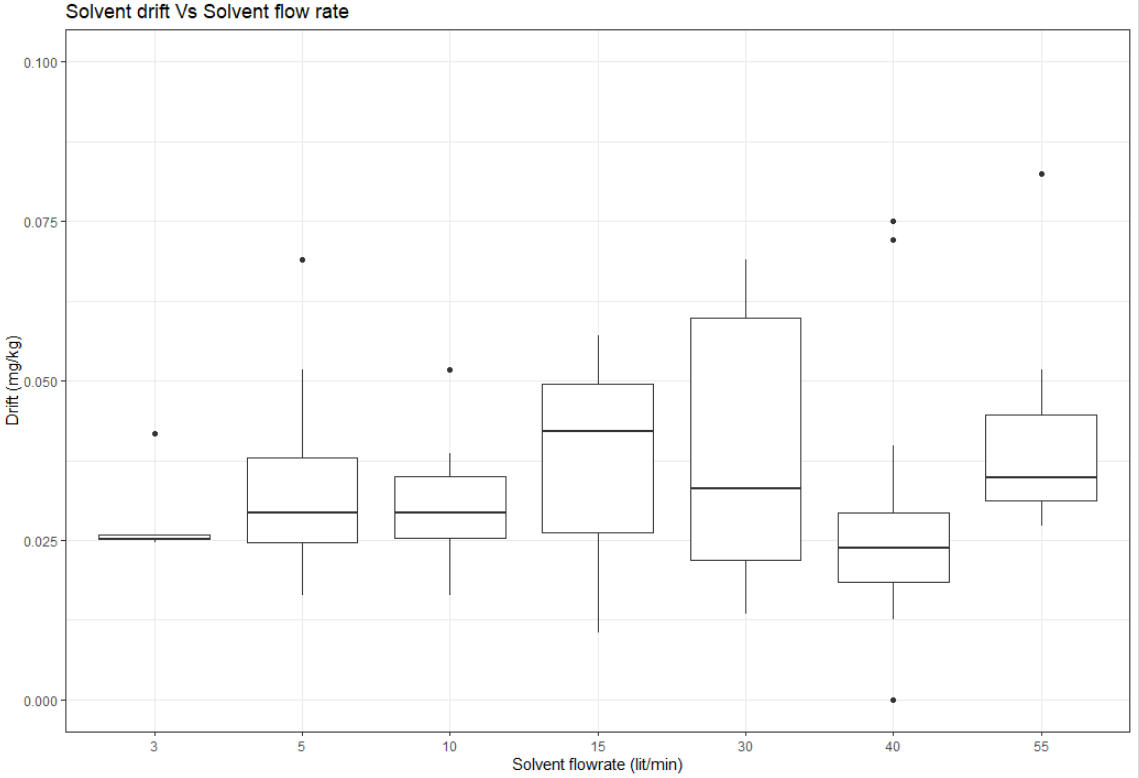 Solvent drift Vs Solvent flow rate
0.100
0.075
0.050
0.025
0.000
Drift (mg/kg)
3 5 10 15 30 40 55
Solvent flowrate (lit/min)